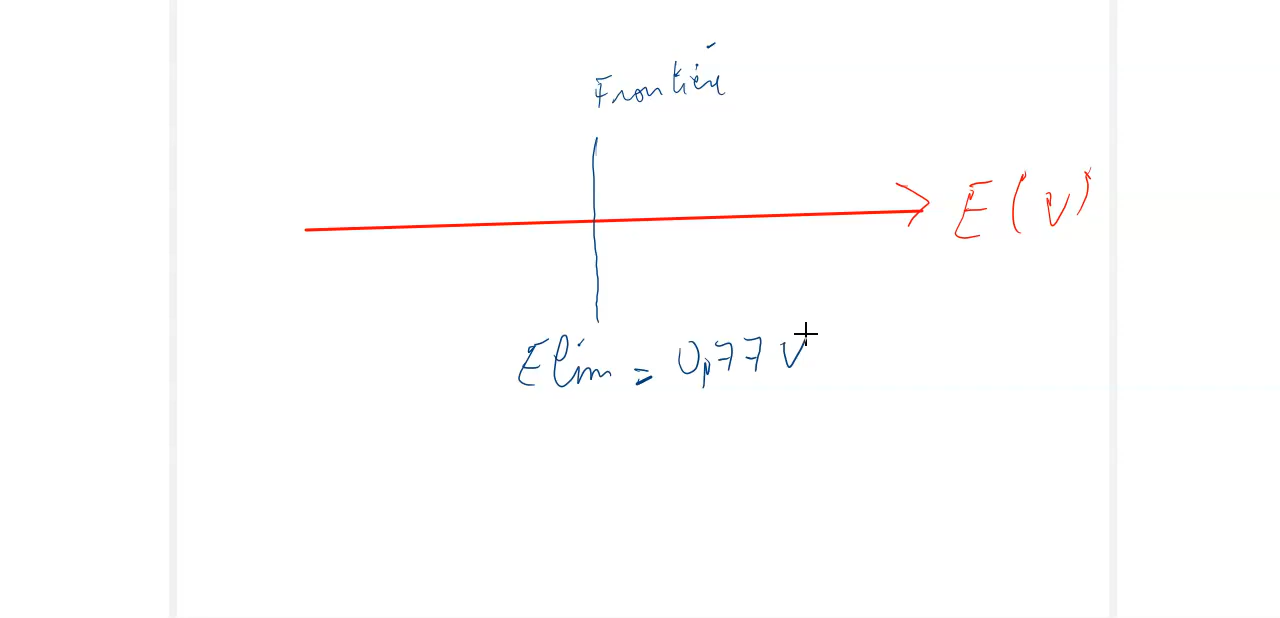 Frontière
E (V)
Elim = 0,77 V